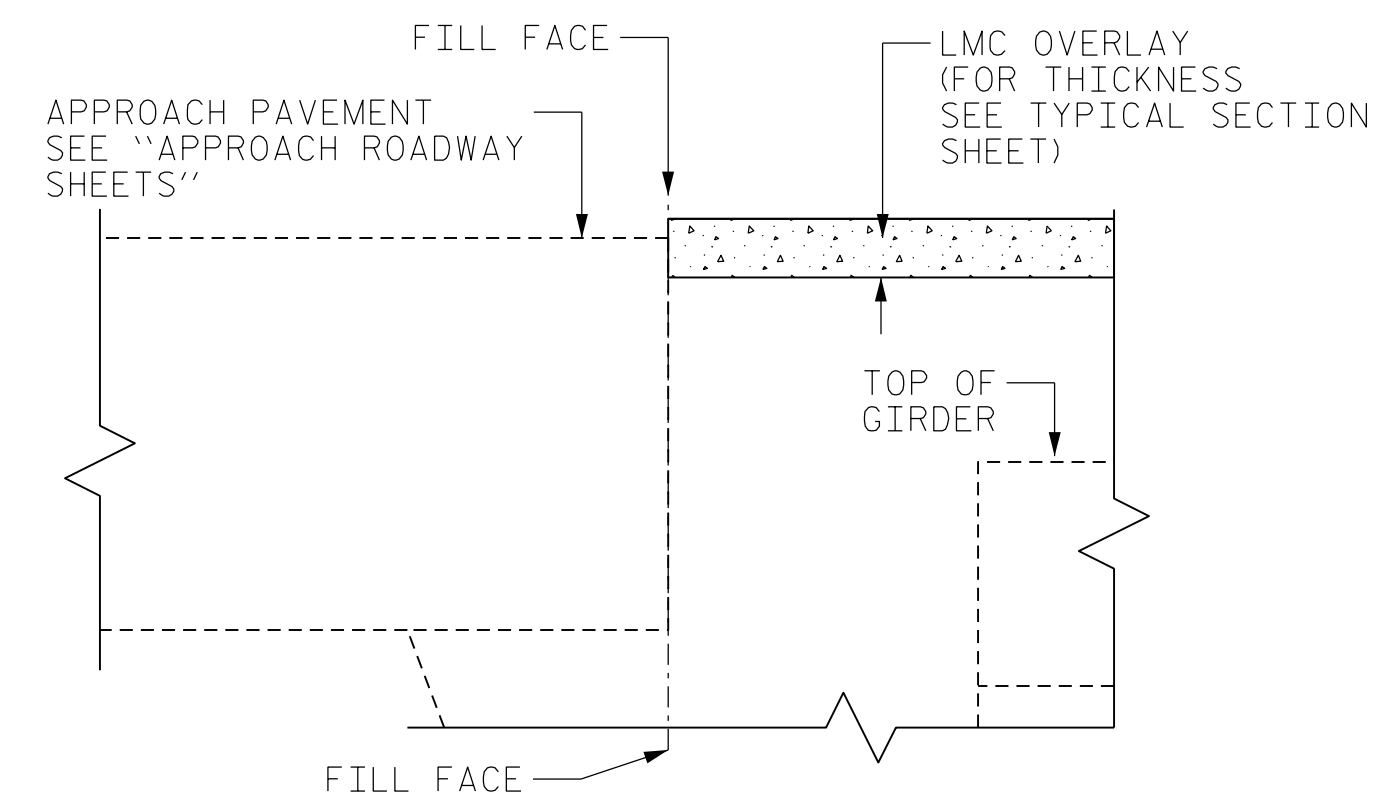 FILL FACE
LMC OVERLAY
(FOR THICKNESS
SEE TYPICAL SECTION
SHEET)
APPROACH PAVEMENT
SEE ‵‵APPROACH ROADWAY
SHEETS′′
TOP OF
GIRDER
FILL FACE